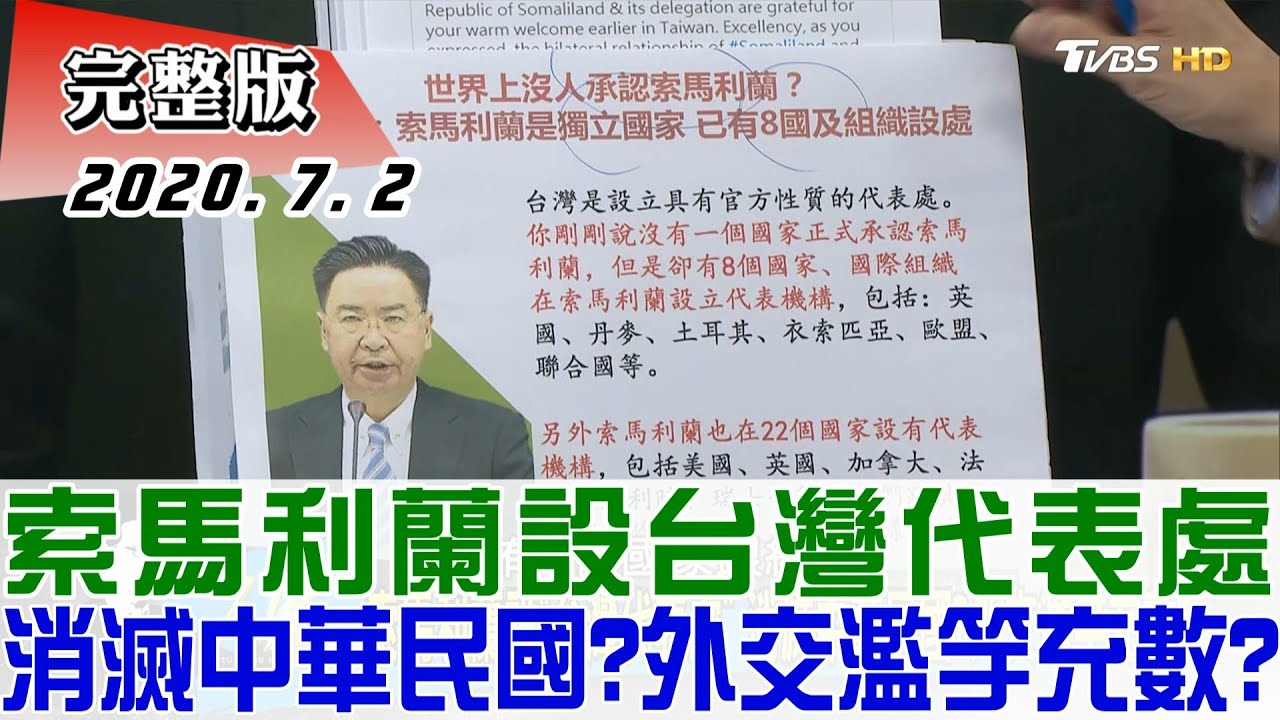 Republic of Somaliland & its delegation are grateful for
your warm welcome earlier in Taiwan. Excellency, as you
expressed, the bilateral relationship of #Somaliland and
TVBS HD
完整版
2020.7.2
世界上沒人承認索馬利蘭？
：索馬利蘭是獨立國家 已有8國及組織設處
台灣是設立具有官方性質的代表處。
你剛剛說沒有一個國家正式承認索馬
利蘭，但是卻有8個國家、國際組織
在索馬利蘭設立代表機構，包括：英
國、丹麥、土耳其、衣索匹亞、歐盟、
聯合國等。
另外索馬利蘭也在22個國家設有代表
機構，包括美國、英國、加拿大、法
索馬利蘭設台灣代表處
消滅中華民國?外交濫竽充數?